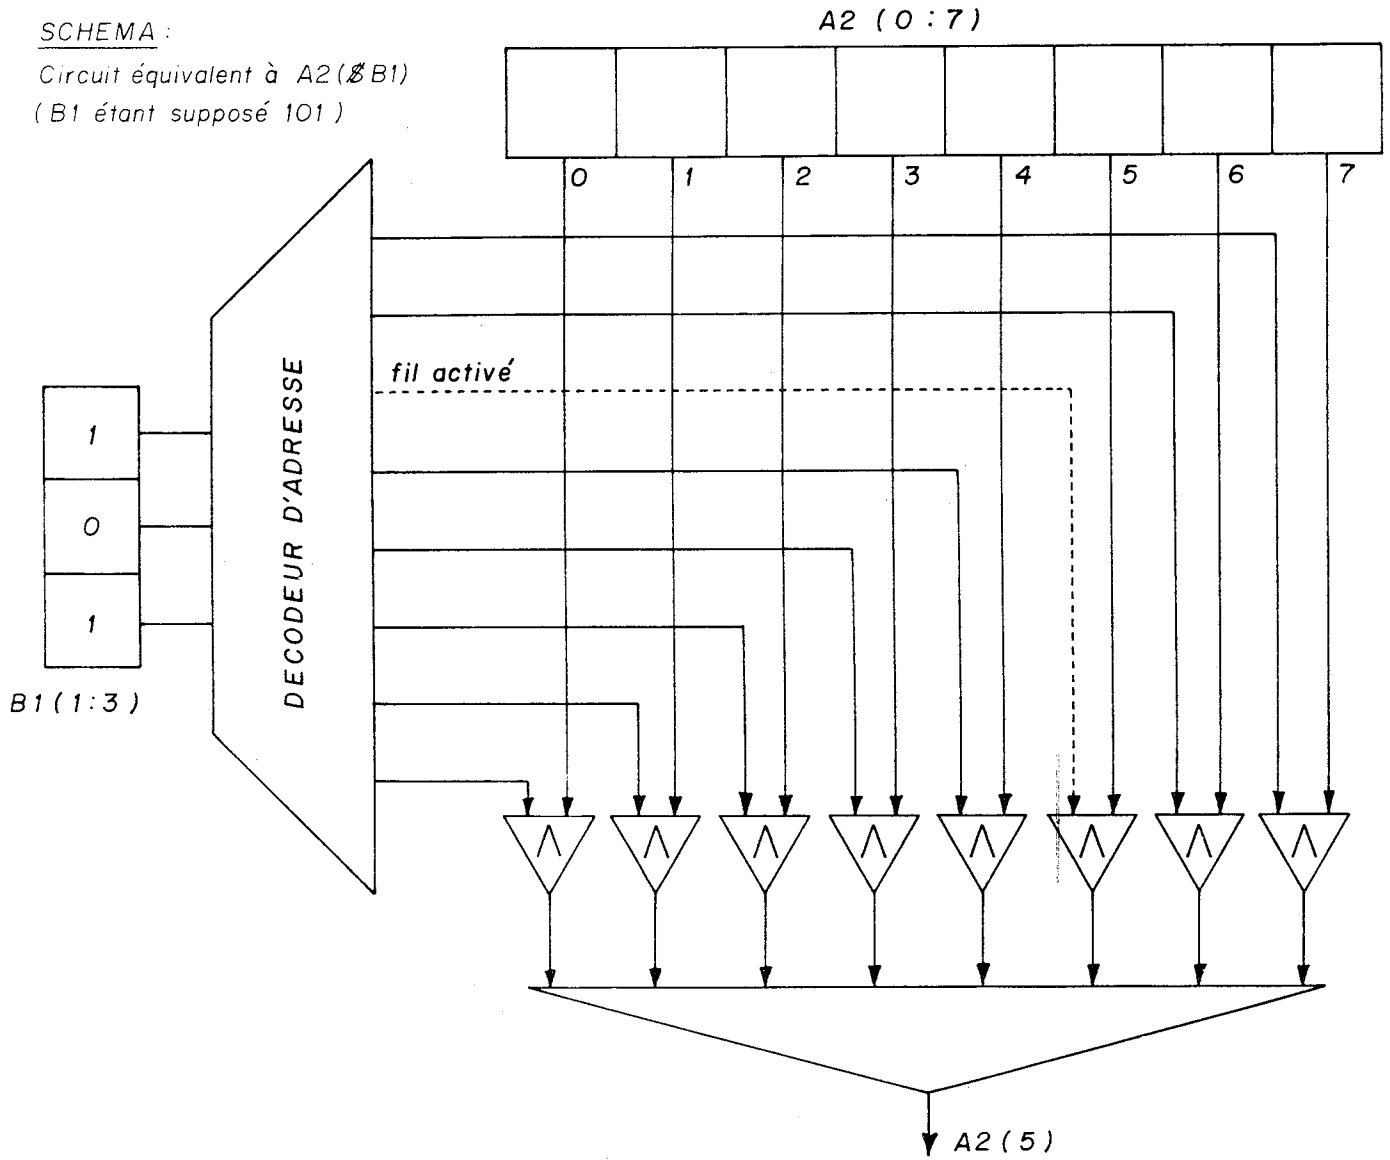 SCHEMA :
Circuit équivalent à A2($B1)
(B1 étant supposé 101)
A2 (0 : 7)
0 1 2 3 4 5 6 7
fil activé
DECODEUR D'ADRESSE
1
0
1
B1(1:3)
Λ Λ Λ Λ Λ Λ Λ Λ
A2(5)